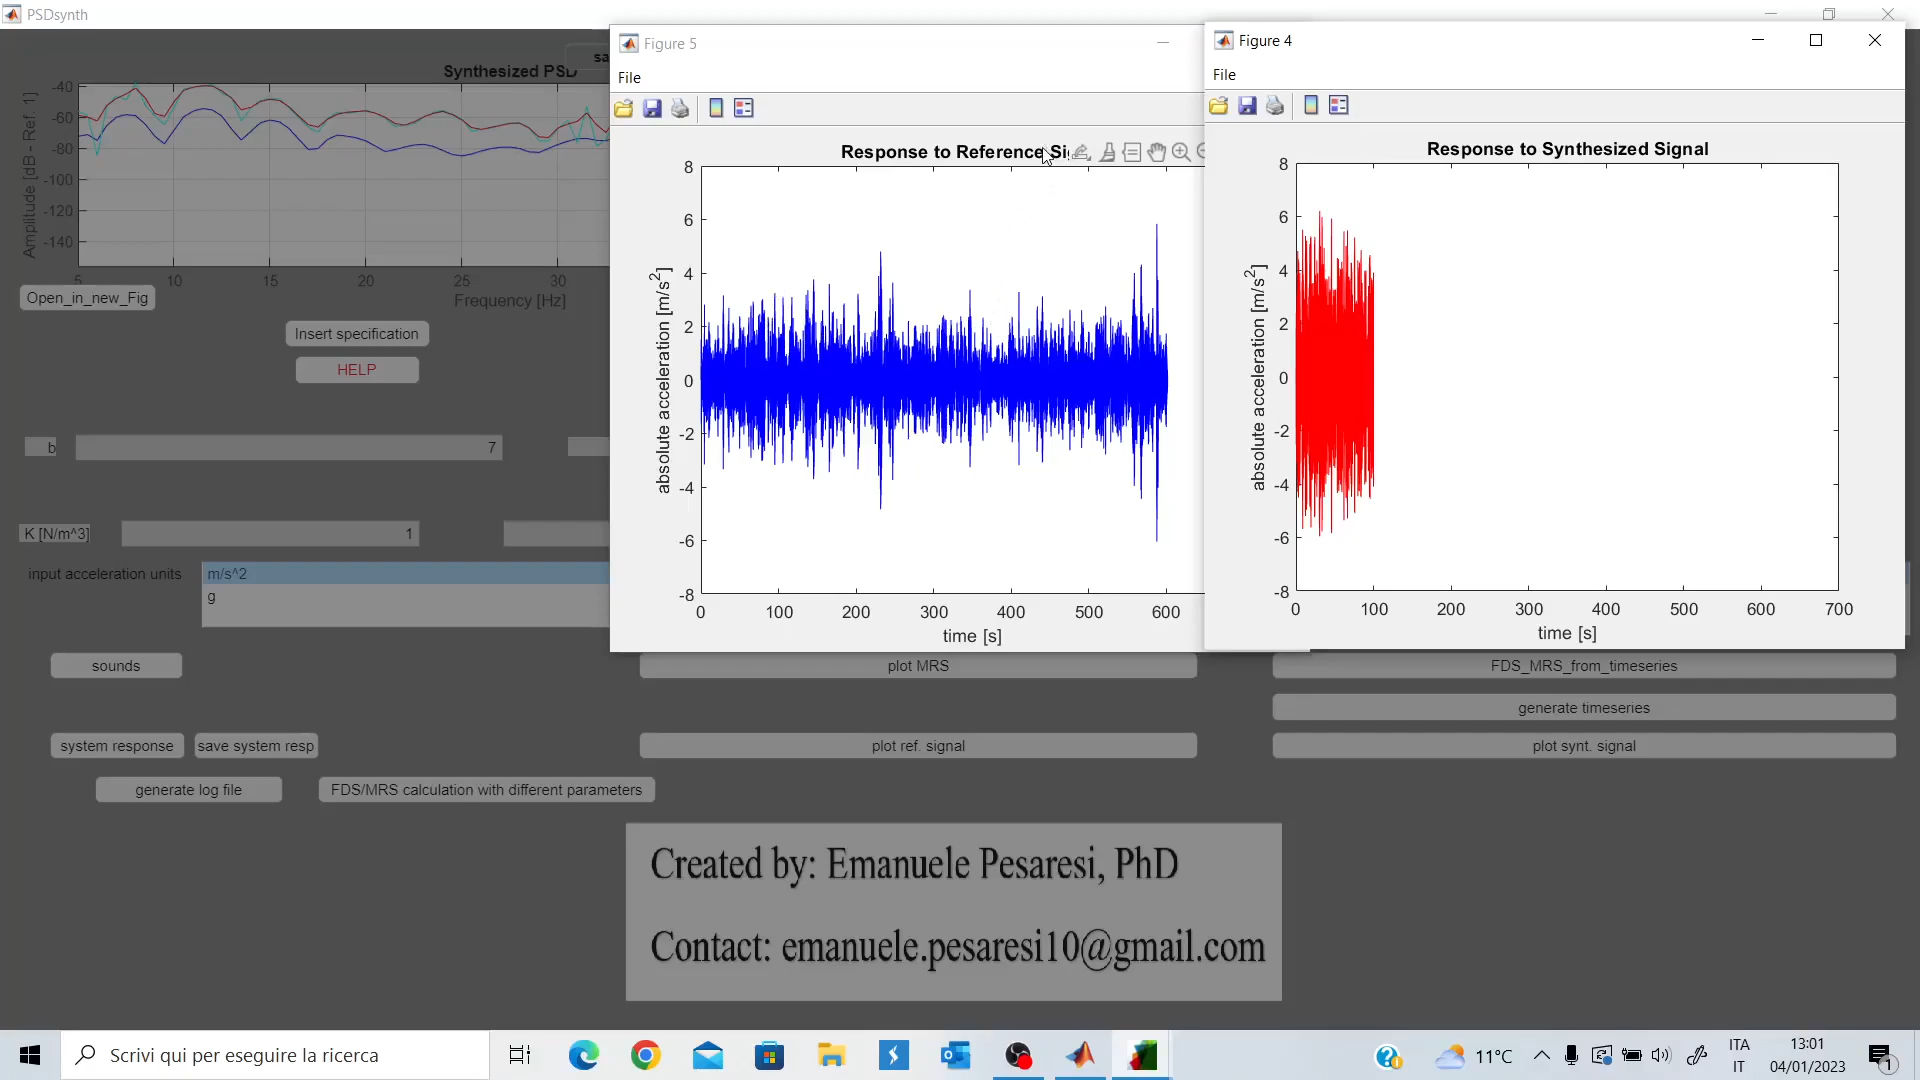 PSDsynth
Synthesized PSD
sa
Amplitude [dB - Ref. 1]
-40
-60
-80
-100
-120
-140
5 10 15 20 25 30
Frequency [Hz]
Open_in_new_Fig
Insert specification
HELP
b 7
K [N/m^3] 1
input acceleration units
m/s^2
g
sounds
system response
save system resp
generate log file
FDS/MRS calculation with different parameters
Figure 5
File
Response to Reference Si
absolute acceleration [m/s²]
8
6
4
2
0
-2
-4
-6
-8
0 100 200 300 400 500 600
time [s]
Figure 4
File
Response to Synthesized Signal
absolute acceleration [m/s²]
8
6
4
2
0
-2
-4
-6
-8
0 100 200 300 400 500 600 700
time [s]
plot MRS
FDS_MRS_from_timeseries
generate timeseries
plot ref. signal
plot synt. signal
Created by: Emanuele Pesaresi, PhD
Contact: emanuele.pesaresi10@gmail.com
Scrivi qui per eseguire la ricerca
11°C
ITA
IT
13:01
04/01/2023
1